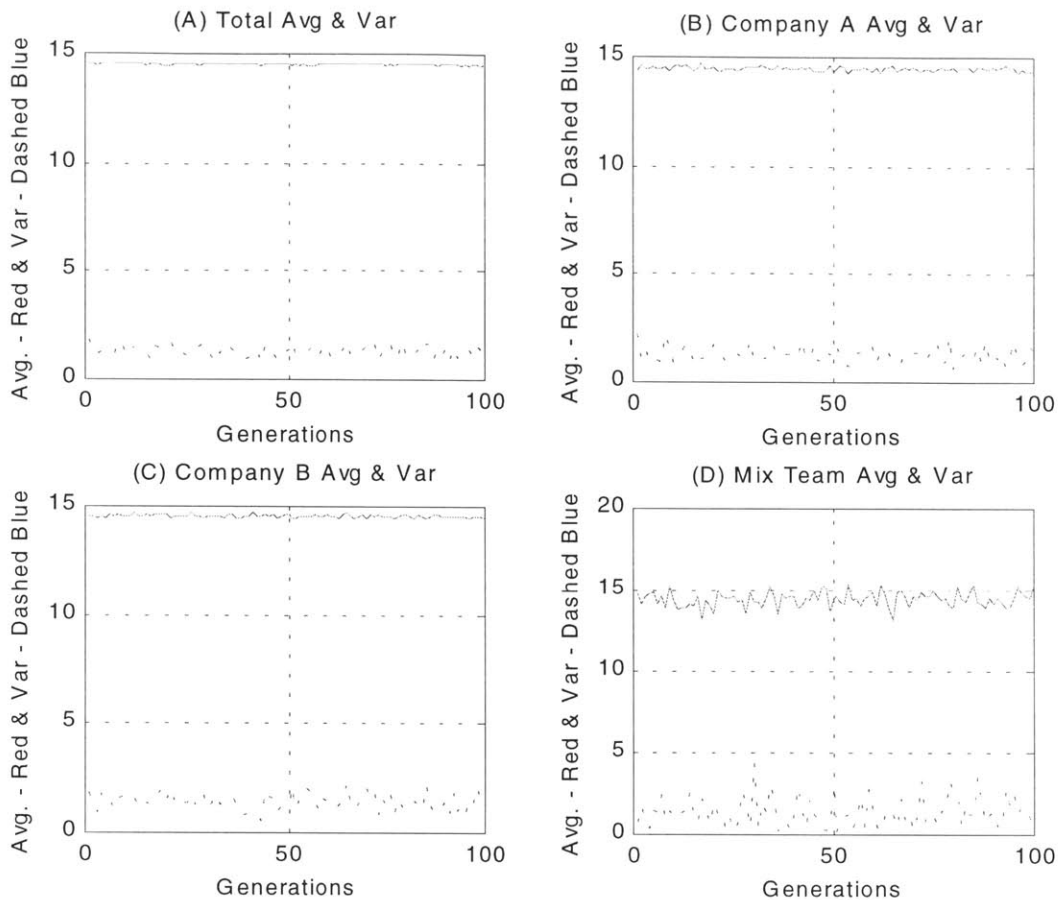 (A) Total Avg & Var
Avg. - Red & Var - Dashed Blue
15
10
5
0
0
50
100
Generations
(B) Company A Avg & Var
Avg. - Red & Var - Dashed Blue
15
10
5
0
0
50
100
Generations
(C) Company B Avg & Var
Avg. - Red & Var - Dashed Blue
15
10
5
0
0
50
100
Generations
(D) Mix Team Avg & Var
Avg. - Red & Var - Dashed Blue
20
15
10
5
0
0
50
100
Generations